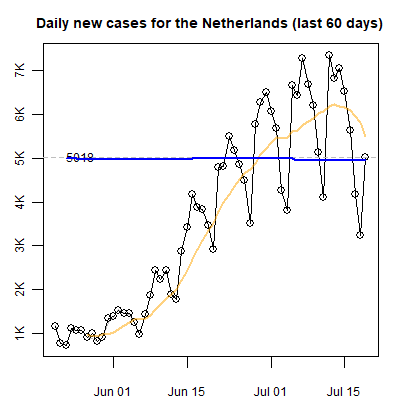 Daily new cases for the Netherlands (last 60 days)
7K
6K
5K
4K
3K
2K
1K
5018
Jun 01
Jun 15
Jul 01
Jul 15